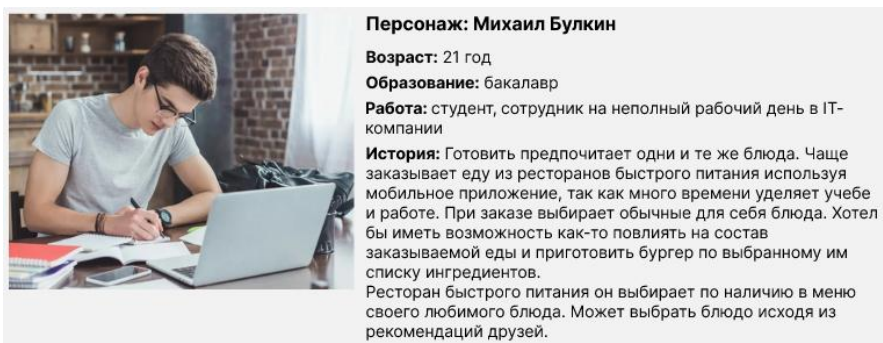 Персонаж: Михаил Булкин
Возраст: 21 год
Образование: бакалавр
Работа: студент, сотрудник на неполный рабочий день в IT-
компании
История: Готовить предпочитает одни и те же блюда. Чаще
заказывает еду из ресторанов быстрого питания используя
мобильное приложение, так как много времени уделяет учебе
и работе. При заказе выбирает обычные для себя блюда. Хотел
бы иметь возможность как-то повлиять на состав
заказываемой еды и приготовить бургер по выбранному им
списку ингредиентов.
Ресторан быстрого питания он выбирает по наличию в меню
своего любимого блюда. Может выбрать блюдо исходя из
рекомендаций друзей.